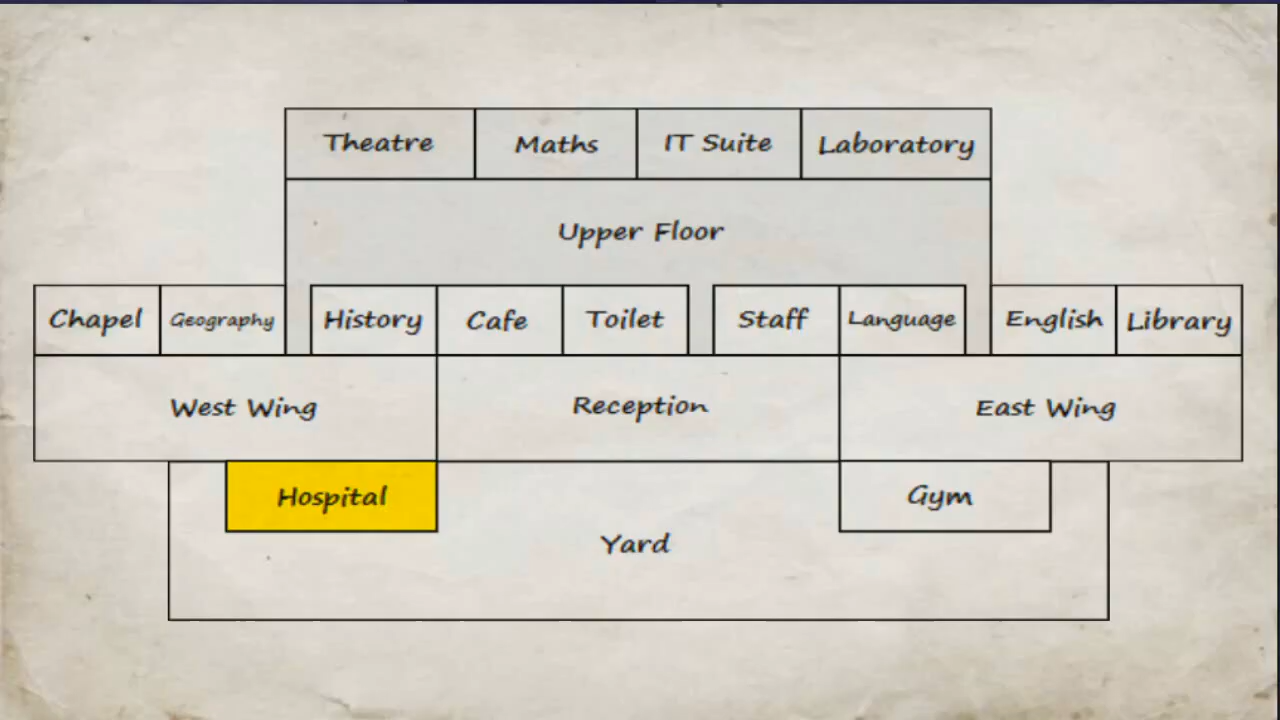 Theatre
Maths
IT Suite
Laboratory
Upper Floor
Chapel
Geography
History
Cafe
Toilet
Staff
Language
English
Library
West Wing
Reception
East Wing
Hospital
Gym
Yard